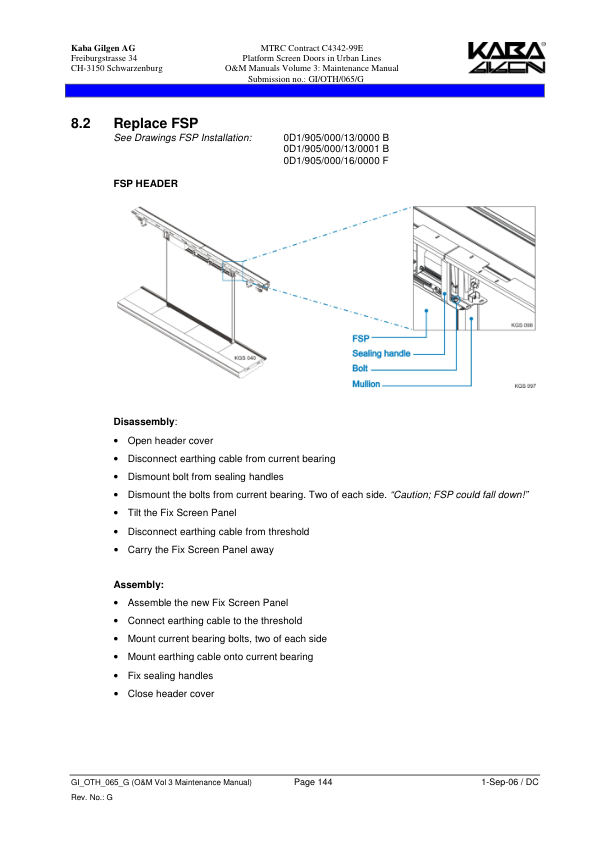 Kaba Gilgen AG
Freiburgstrasse 34
CH-3150 Schwarzenburg
MTRC Contract C4342-99E
Platform Screen Doors in Urban Lines
O&M Manuals Volume 3: Maintenance Manual
Submission no.: GI/OTH/065/G
KABA®
GILGEN
8.2 Replace FSP
See Drawings FSP Installation: 0D1/905/000/13/0000 B
0D1/905/000/13/0001 B
0D1/905/000/16/0000 F
FSP HEADER
KGS 040
KGS 098
FSP
Sealing handle
Bolt
Mullion
KGS 097
Disassembly:
• Open header cover
• Disconnect earthing cable from current bearing
• Dismount bolt from sealing handles
• Dismount the bolts from current bearing. Two of each side. “Caution; FSP could fall down!”
• Tilt the Fix Screen Panel
• Disconnect earthing cable from threshold
• Carry the Fix Screen Panel away
Assembly:
• Assemble the new Fix Screen Panel
• Connect earthing cable to the threshold
• Mount current bearing bolts, two of each side
• Mount earthing cable onto current bearing
• Fix sealing handles
• Close header cover
GI_OTH_065_G (O&M Vol 3 Maintenance Manual) Page 144 1-Sep-06 / DC
Rev. No.: G